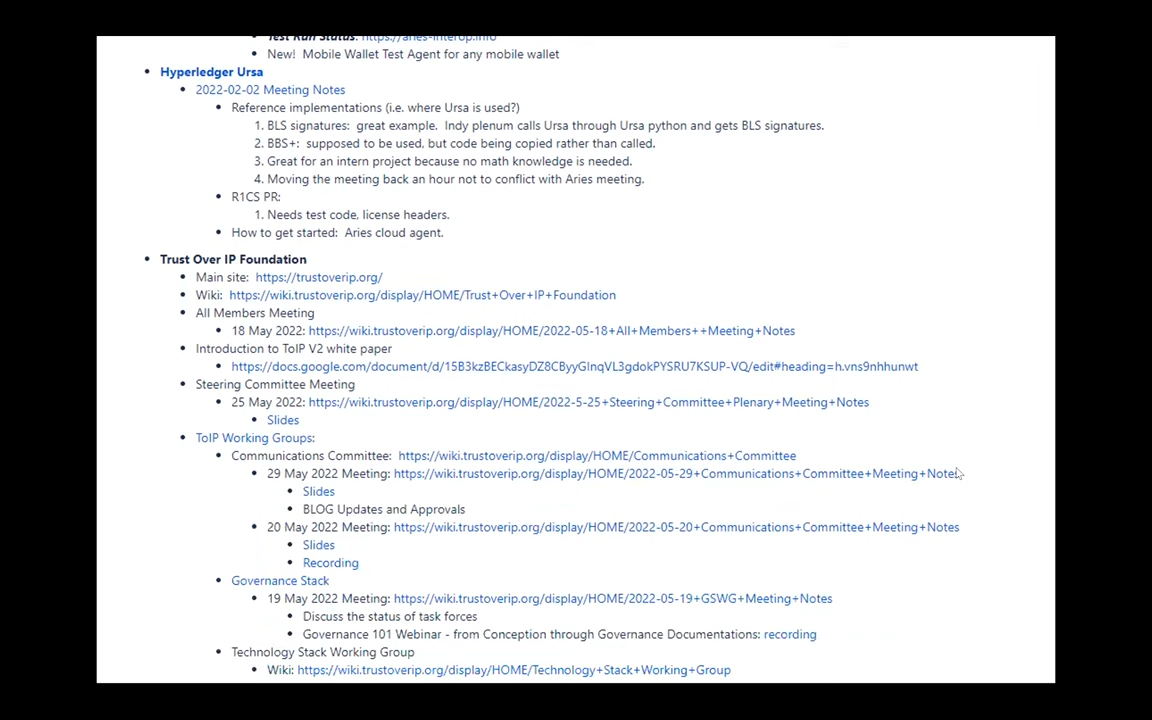 Test Run Status: https://aries-interop.info
New!  Mobile Wallet Test Agent for any mobile wallet
Hyperledger Ursa
2022-02-02 Meeting Notes
Reference implementations (i.e. where Ursa is used?)
1. BLS signatures:  great example.  Indy plenum calls Ursa through Ursa python and gets BLS signatures.
2. BBS+:  supposed to be used, but code being copied rather than called.
3. Great for an intern project because no math knowledge is needed.
4. Moving the meeting back an hour not to conflict with Aries meeting.
R1CS PR:
1. Needs test code, license headers.
How to get started:  Aries cloud agent.
Trust Over IP Foundation
Main site:  https://trustoverip.org/
Wiki:  https://wiki.trustoverip.org/display/HOME/Trust+Over+IP+Foundation
All Members Meeting
18 May 2022: https://wiki.trustoverip.org/display/HOME/2022-05-18+All+Members++Meeting+Notes
Introduction to ToIP V2 white paper
https://docs.google.com/document/d/15B3kzBECkasyDZ8CByyGInqVL3gdokPYSRU7KSUP-VQ/edit#heading=h.vns9nhhunwt
Steering Committee Meeting
25 May 2022: https://wiki.trustoverip.org/display/HOME/2022-5-25+Steering+Committee+Plenary+Meeting+Notes
Slides
ToIP Working Groups:
Communications Committee:  https://wiki.trustoverip.org/display/HOME/Communications+Committee
29 May 2022 Meeting: https://wiki.trustoverip.org/display/HOME/2022-05-29+Communications+Committee+Meeting+Notes
Slides
BLOG Updates and Approvals
20 May 2022 Meeting: https://wiki.trustoverip.org/display/HOME/2022-05-20+Communications+Committee+Meeting+Notes
Slides
Recording
Governance Stack
19 May 2022 Meeting: https://wiki.trustoverip.org/display/HOME/2022-05-19+GSWG+Meeting+Notes
Discuss the status of task forces
Governance 101 Webinar - from Conception through Governance Documentations: recording
Technology Stack Working Group
Wiki: https://wiki.trustoverip.org/display/HOME/Technology+Stack+Working+Group